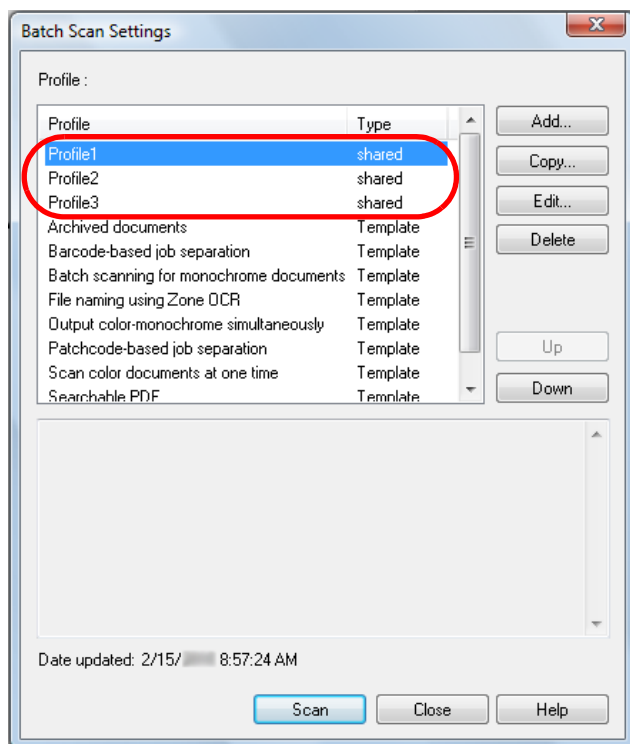 Batch Scan Settings
Profile :
Profile Type
Profile1 shared
Profile2 shared
Profile3 shared
Archived documents Template
Barcode-based job separation Template
Batch scanning for monochrome documents Template
File naming using Zone OCR Template
Output color-monochrome simultaneously Template
Patchcode-based job separation Template
Scan color documents at one time Template
Searchable PDF Template
Add...
Copy...
Edit...
Delete
Up
Down
Date updated: 2/15/ 8:57:24 AM
Scan Close Help